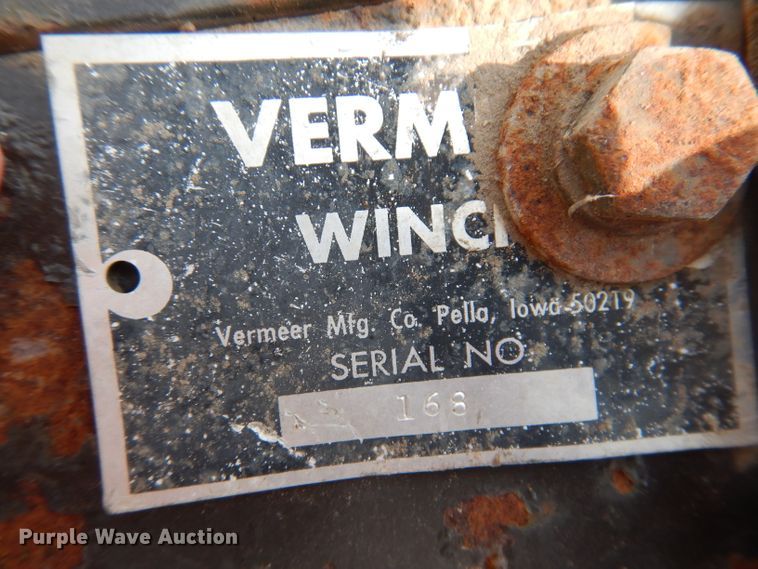 VERM
WINC
Vermeer Mfg. Co. Pella, Iowa 50219
SERIAL NO
168
Purple Wave Auction